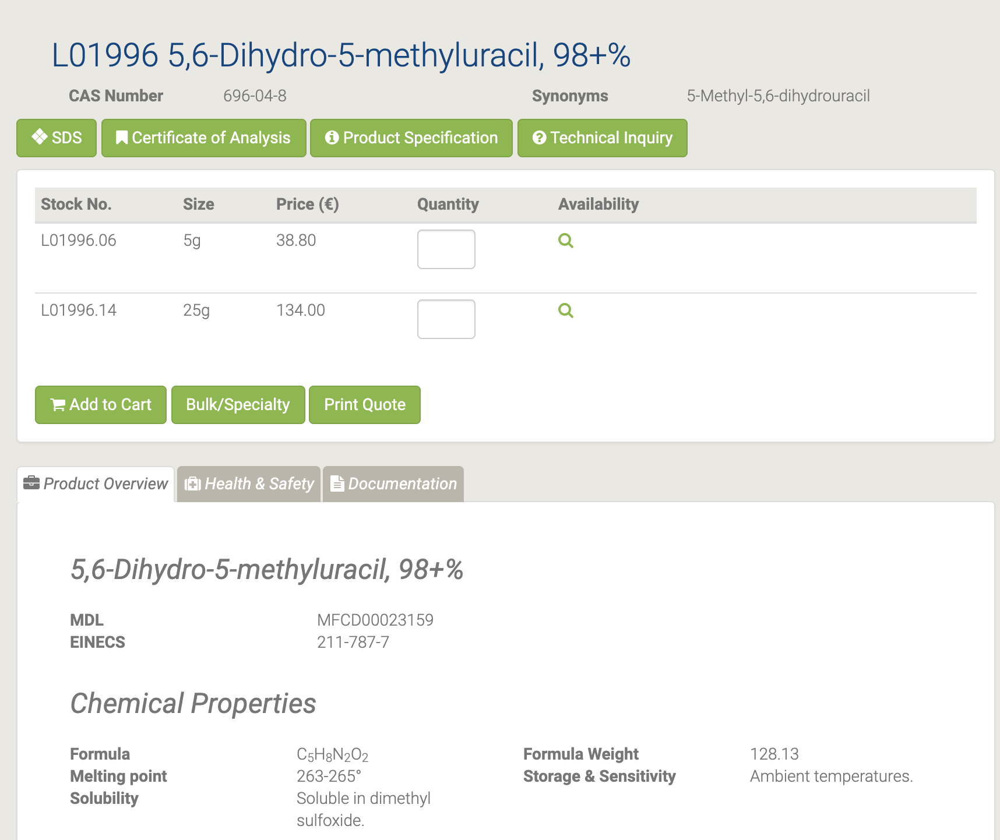 L01996 5,6-Dihydro-5-methyluracil, 98+%
CAS Number 696-04-8 Synonyms 5-Methyl-5,6-dihydrouracil
SDS Certificate of Analysis Product Specification Technical Inquiry
Stock No. Size Price (€) Quantity Availability
L01996.06 5g 38.80
L01996.14 25g 134.00
Add to Cart Bulk/Specialty Print Quote
Product Overview Health & Safety Documentation
5,6-Dihydro-5-methyluracil, 98+%
MDL MFCD00023159
EINECS 211-787-7
Chemical Properties
Formula C₅H₈N₂O₂ Formula Weight 128.13
Melting point 263-265° Storage & Sensitivity Ambient temperatures.
Solubility Soluble in dimethyl
sulfoxide.